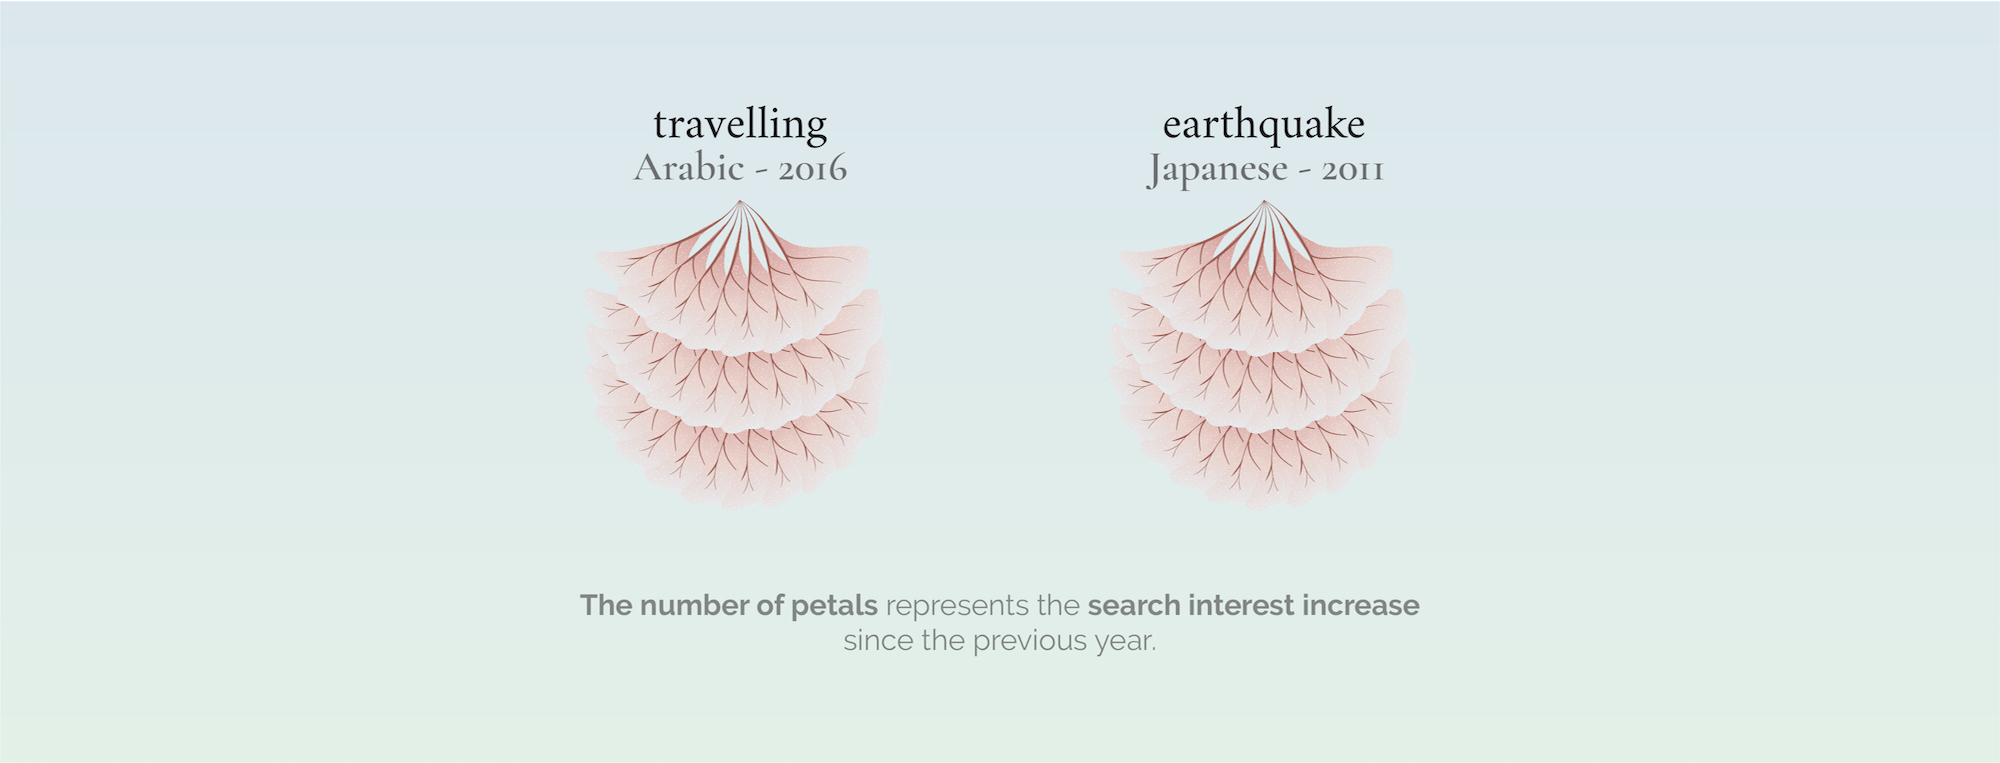 travelling
Arabic - 2016
earthquake
Japanese - 2011
The number of petals represents the search interest increase
since the previous year.